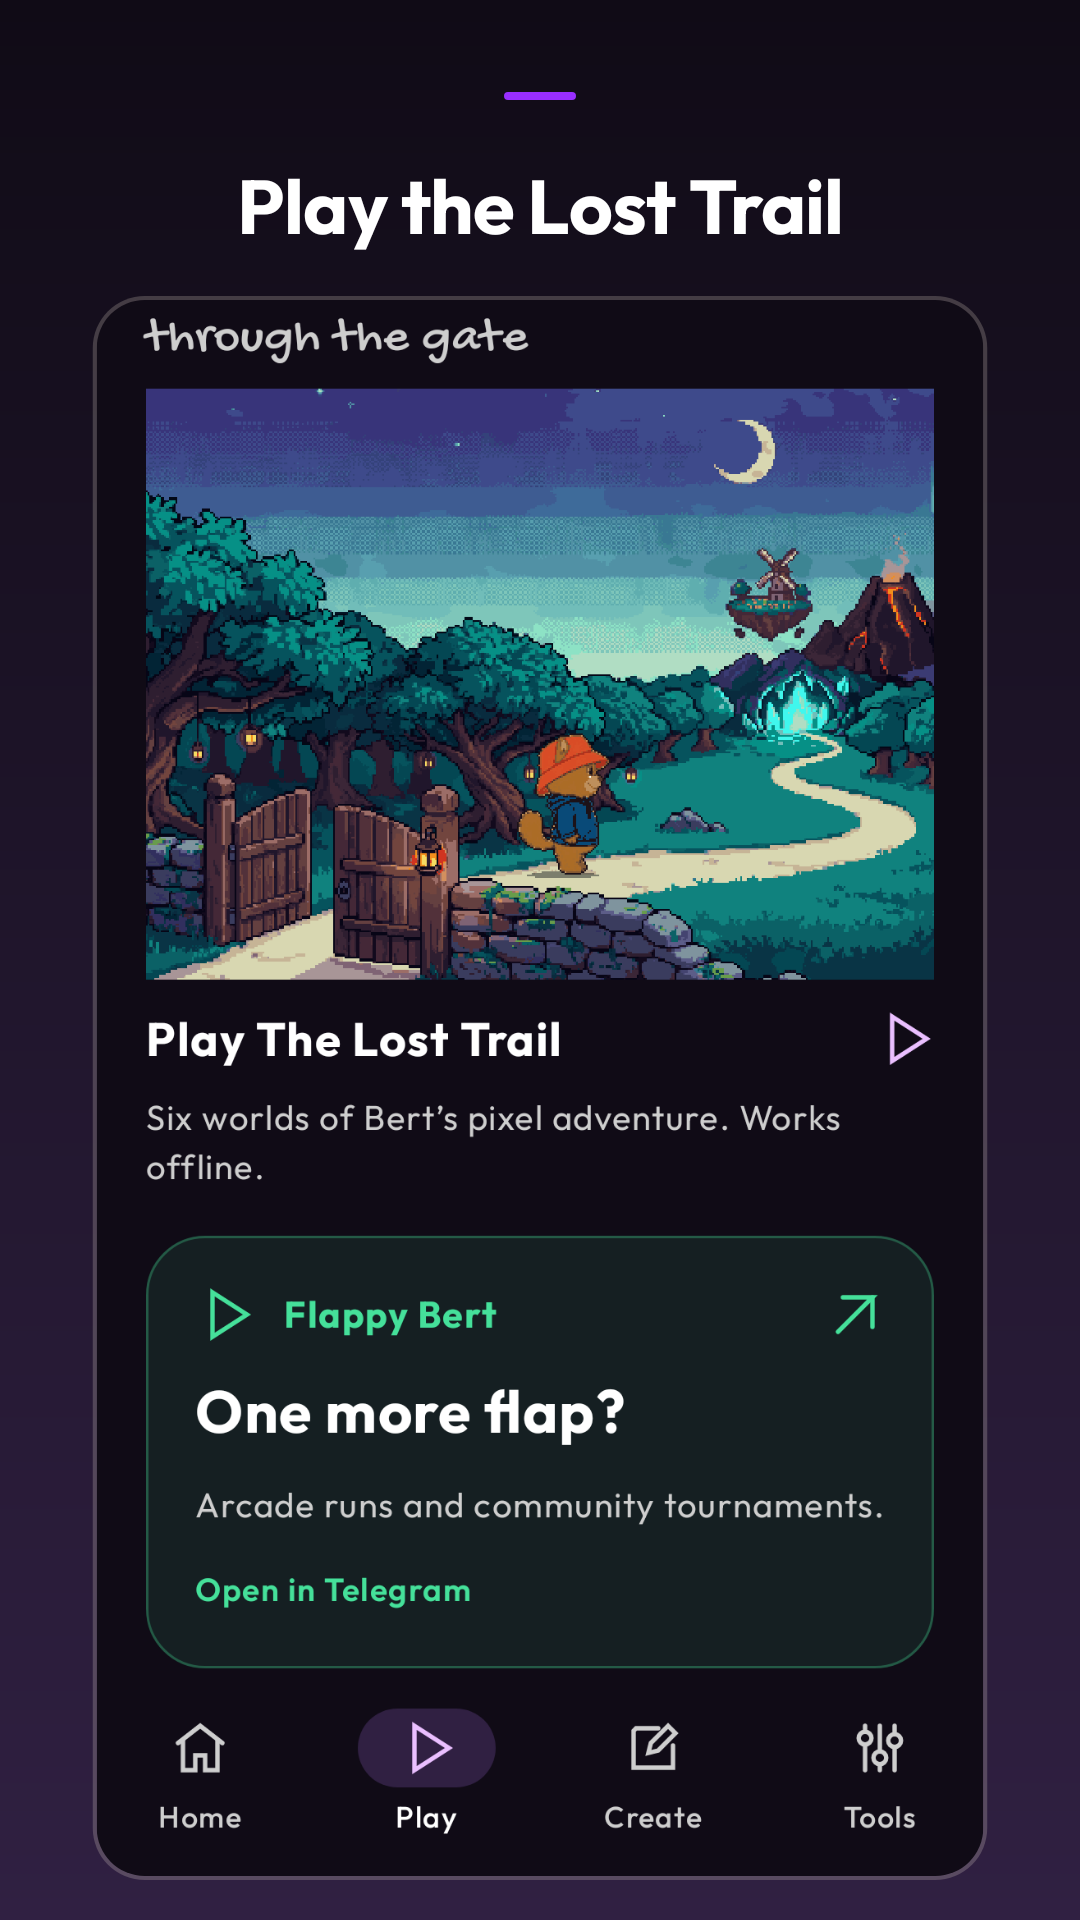 Play the Lost Trail
through the gate
Play The Lost Trail
Six worlds of Bert’s pixel adventure. Works
offline.
Flappy Bert
One more flap?
Arcade runs and community tournaments.
Open in Telegram
Home
Play
Create
Tools